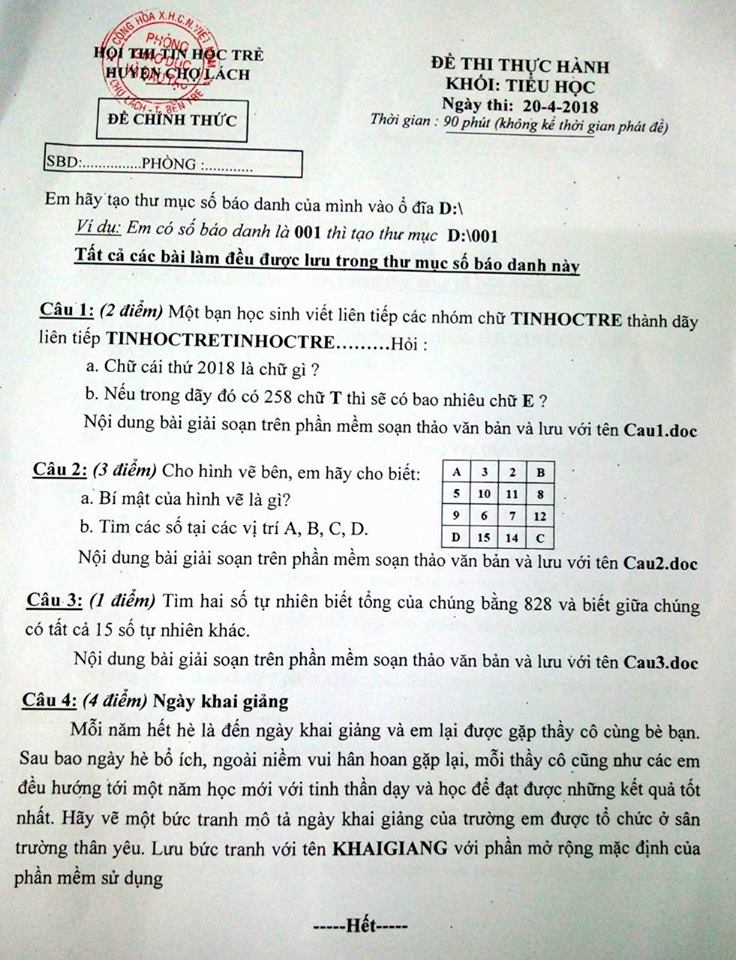 CỘNG HÒA X.H.C.N. VIỆT NAM
PHÒNG
GIÁO DỤC
VÀ ĐÀO TẠO
CHỢ LÁCH - T. BẾN TRE
HỘI THI TIN HỌC TRẺ
HUYỆN CHỢ LÁCH
ĐỀ CHÍNH THỨC
ĐỀ THI THỰC HÀNH
KHỐI: TIỂU HỌC
Ngày thi: 20-4-2018
Thời gian : 90 phút (không kể thời gian phát đề)
SBD:...............PHÒNG :............
Em hãy tạo thư mục số báo danh của mình vào ổ đĩa D:\
Ví dụ: Em có số báo danh là 001 thì tạo thư mục D:\001
Tất cả các bài làm đều được lưu trong thư mục số báo danh này
Câu 1: (2 điểm) Một bạn học sinh viết liên tiếp các nhóm chữ TINHOCTRE thành dãy
liên tiếp TINHOCTRETINHOCTRE.........Hỏi :
a. Chữ cái thứ 2018 là chữ gì ?
b. Nếu trong dãy đó có 258 chữ T thì sẽ có bao nhiêu chữ E ?
Nội dung bài giải soạn trên phần mềm soạn thảo văn bản và lưu với tên Cau1.doc
Câu 2: (3 điểm) Cho hình vẽ bên, em hãy cho biết:
a. Bí mật của hình vẽ là gì?
b. Tìm các số tại các vị trí A, B, C, D.
A 3 2 B
5 10 11 8
9 6 7 12
D 15 14 C
Nội dung bài giải soạn trên phần mềm soạn thảo văn bản và lưu với tên Cau2.doc
Câu 3: (1 điểm) Tìm hai số tự nhiên biết tổng của chúng bằng 828 và biết giữa chúng
có tất cả 15 số tự nhiên khác.
Nội dung bài giải soạn trên phần mềm soạn thảo văn bản và lưu với tên Cau3.doc
Câu 4: (4 điểm) Ngày khai giảng
Mỗi năm hết hè là đến ngày khai giảng và em lại được gặp thầy cô cùng bè bạn.
Sau bao ngày hè bổ ích, ngoài niềm vui hân hoan gặp lại, mỗi thầy cô cũng như các em
đều hướng tới một năm học mới với tinh thần dạy và học để đạt được những kết quả tốt
nhất. Hãy vẽ một bức tranh mô tả ngày khai giảng của trường em được tổ chức ở sân
trường thân yêu. Lưu bức tranh với tên KHAIGIANG với phần mở rộng mặc định của
phần mềm sử dụng
-----Hết-----